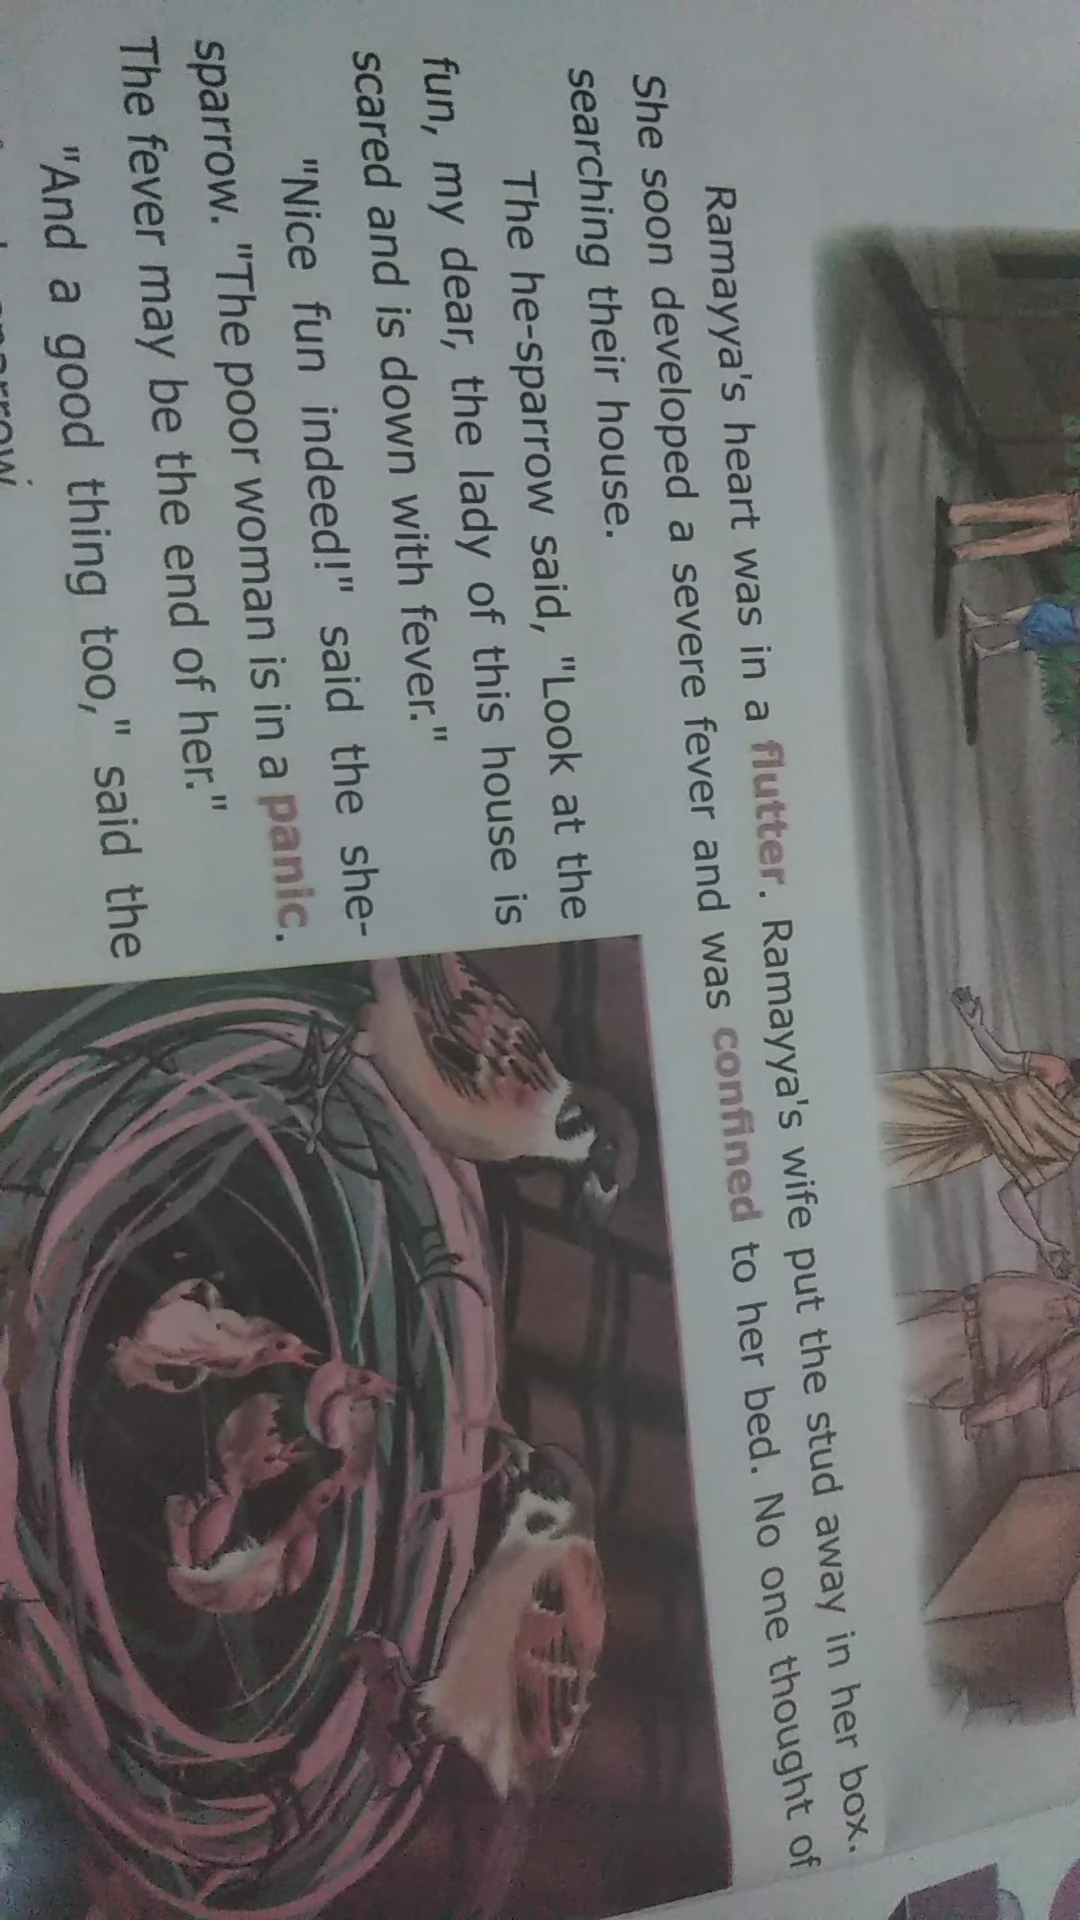 Ramayya's heart was in a flutter. Ramayya's wife put the stud away in her box.
She soon developed a severe fever and was confined to her bed. No one thought of
searching their house.
The he-sparrow said, "Look at the
fun, my dear, the lady of this house is
scared and is down with fever."
"Nice fun indeed!" said the she-
sparrow. "The poor woman is in a panic.
The fever may be the end of her."
"And a good thing too," said the